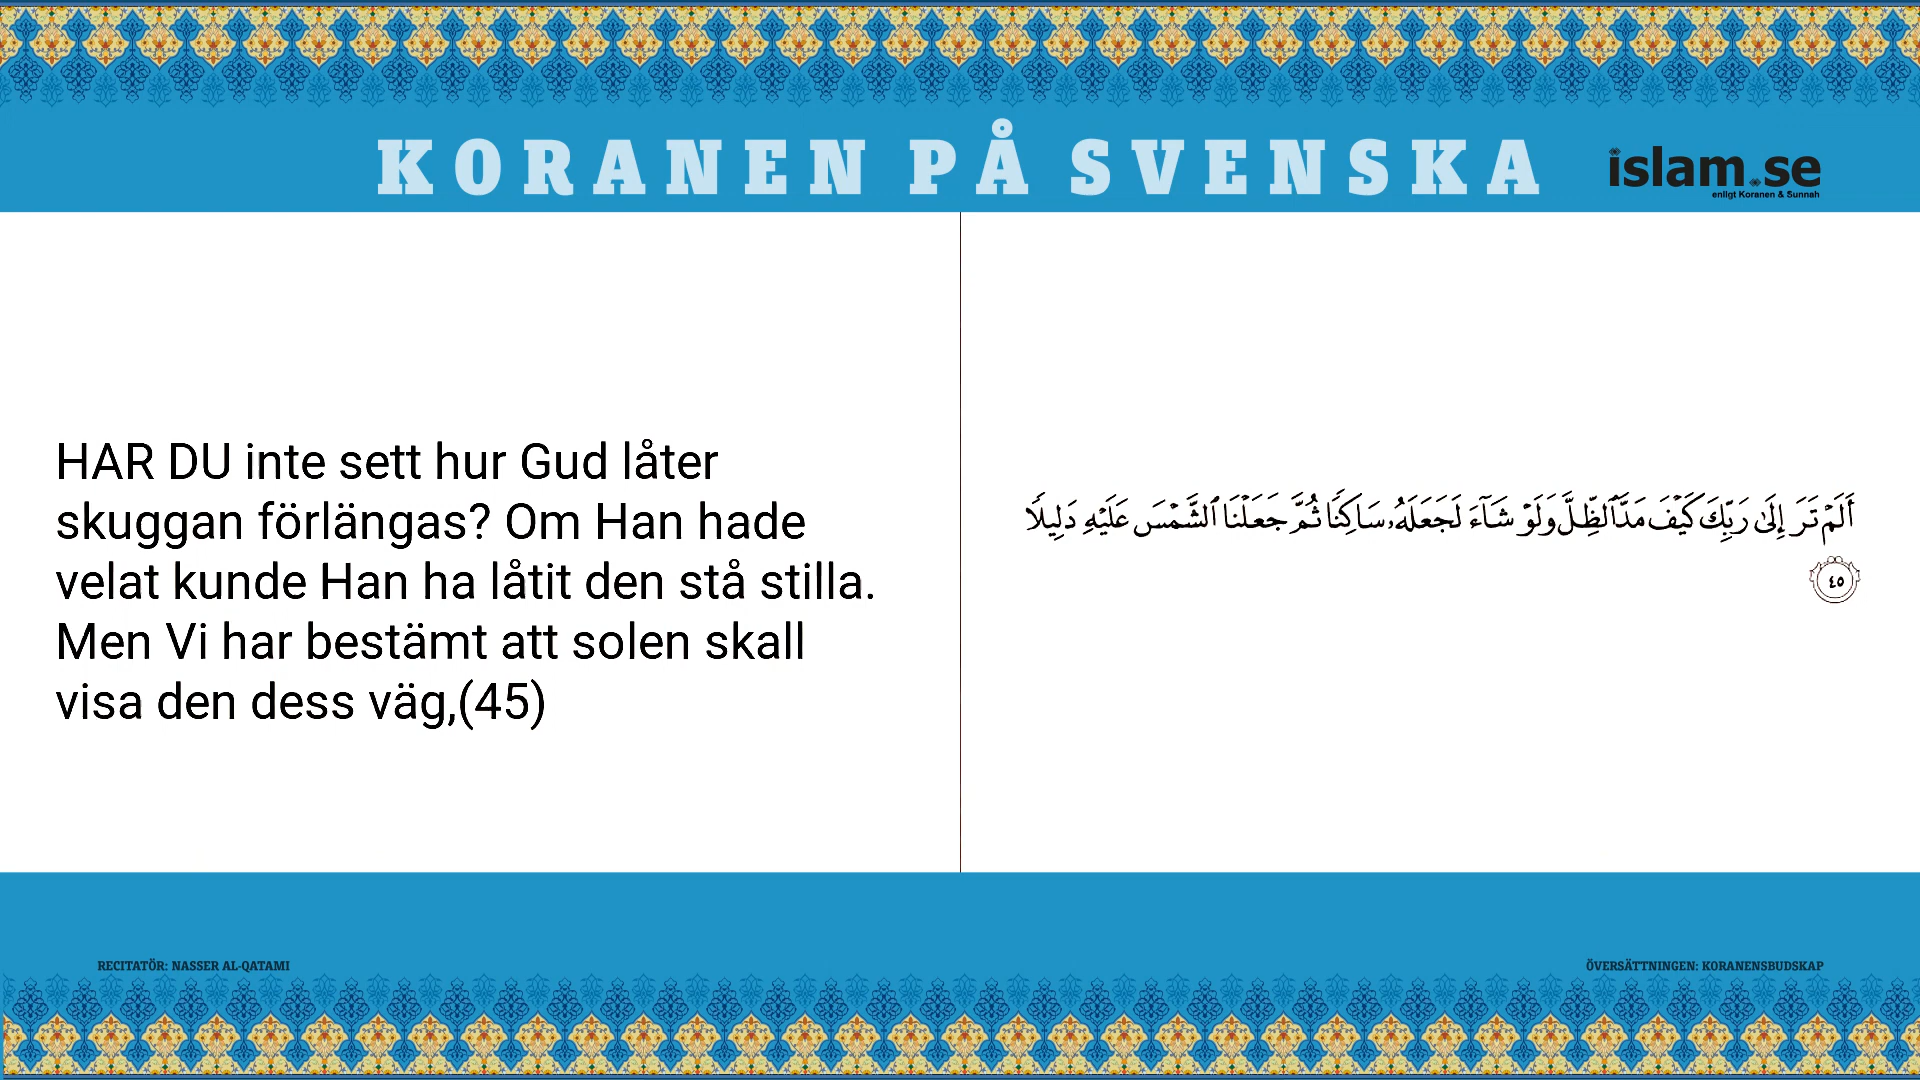 KORANEN PÅ SVENSKA
islam.se
enligt Koranen & Sunnah
HAR DU inte sett hur Gud låter
skuggan förlängas? Om Han hade
velat kunde Han ha låtit den stå stilla.
Men Vi har bestämt att solen skall
visa den dess väg,(45)
أَلَمْ تَرَ إِلَىٰ رَبِّكَ كَيْفَ مَدَّ ٱلظِّلَّ وَلَوْ شَآءَ لَجَعَلَهُۥ سَاكِنًا ثُمَّ جَعَلْنَا ٱلشَّمْسَ عَلَيْهِ دَلِيلًا
٤٥
RECITATÖR: NASSER AL-QATAMI
ÖVERSÄTTNINGEN: KORANENSBUDSKAP